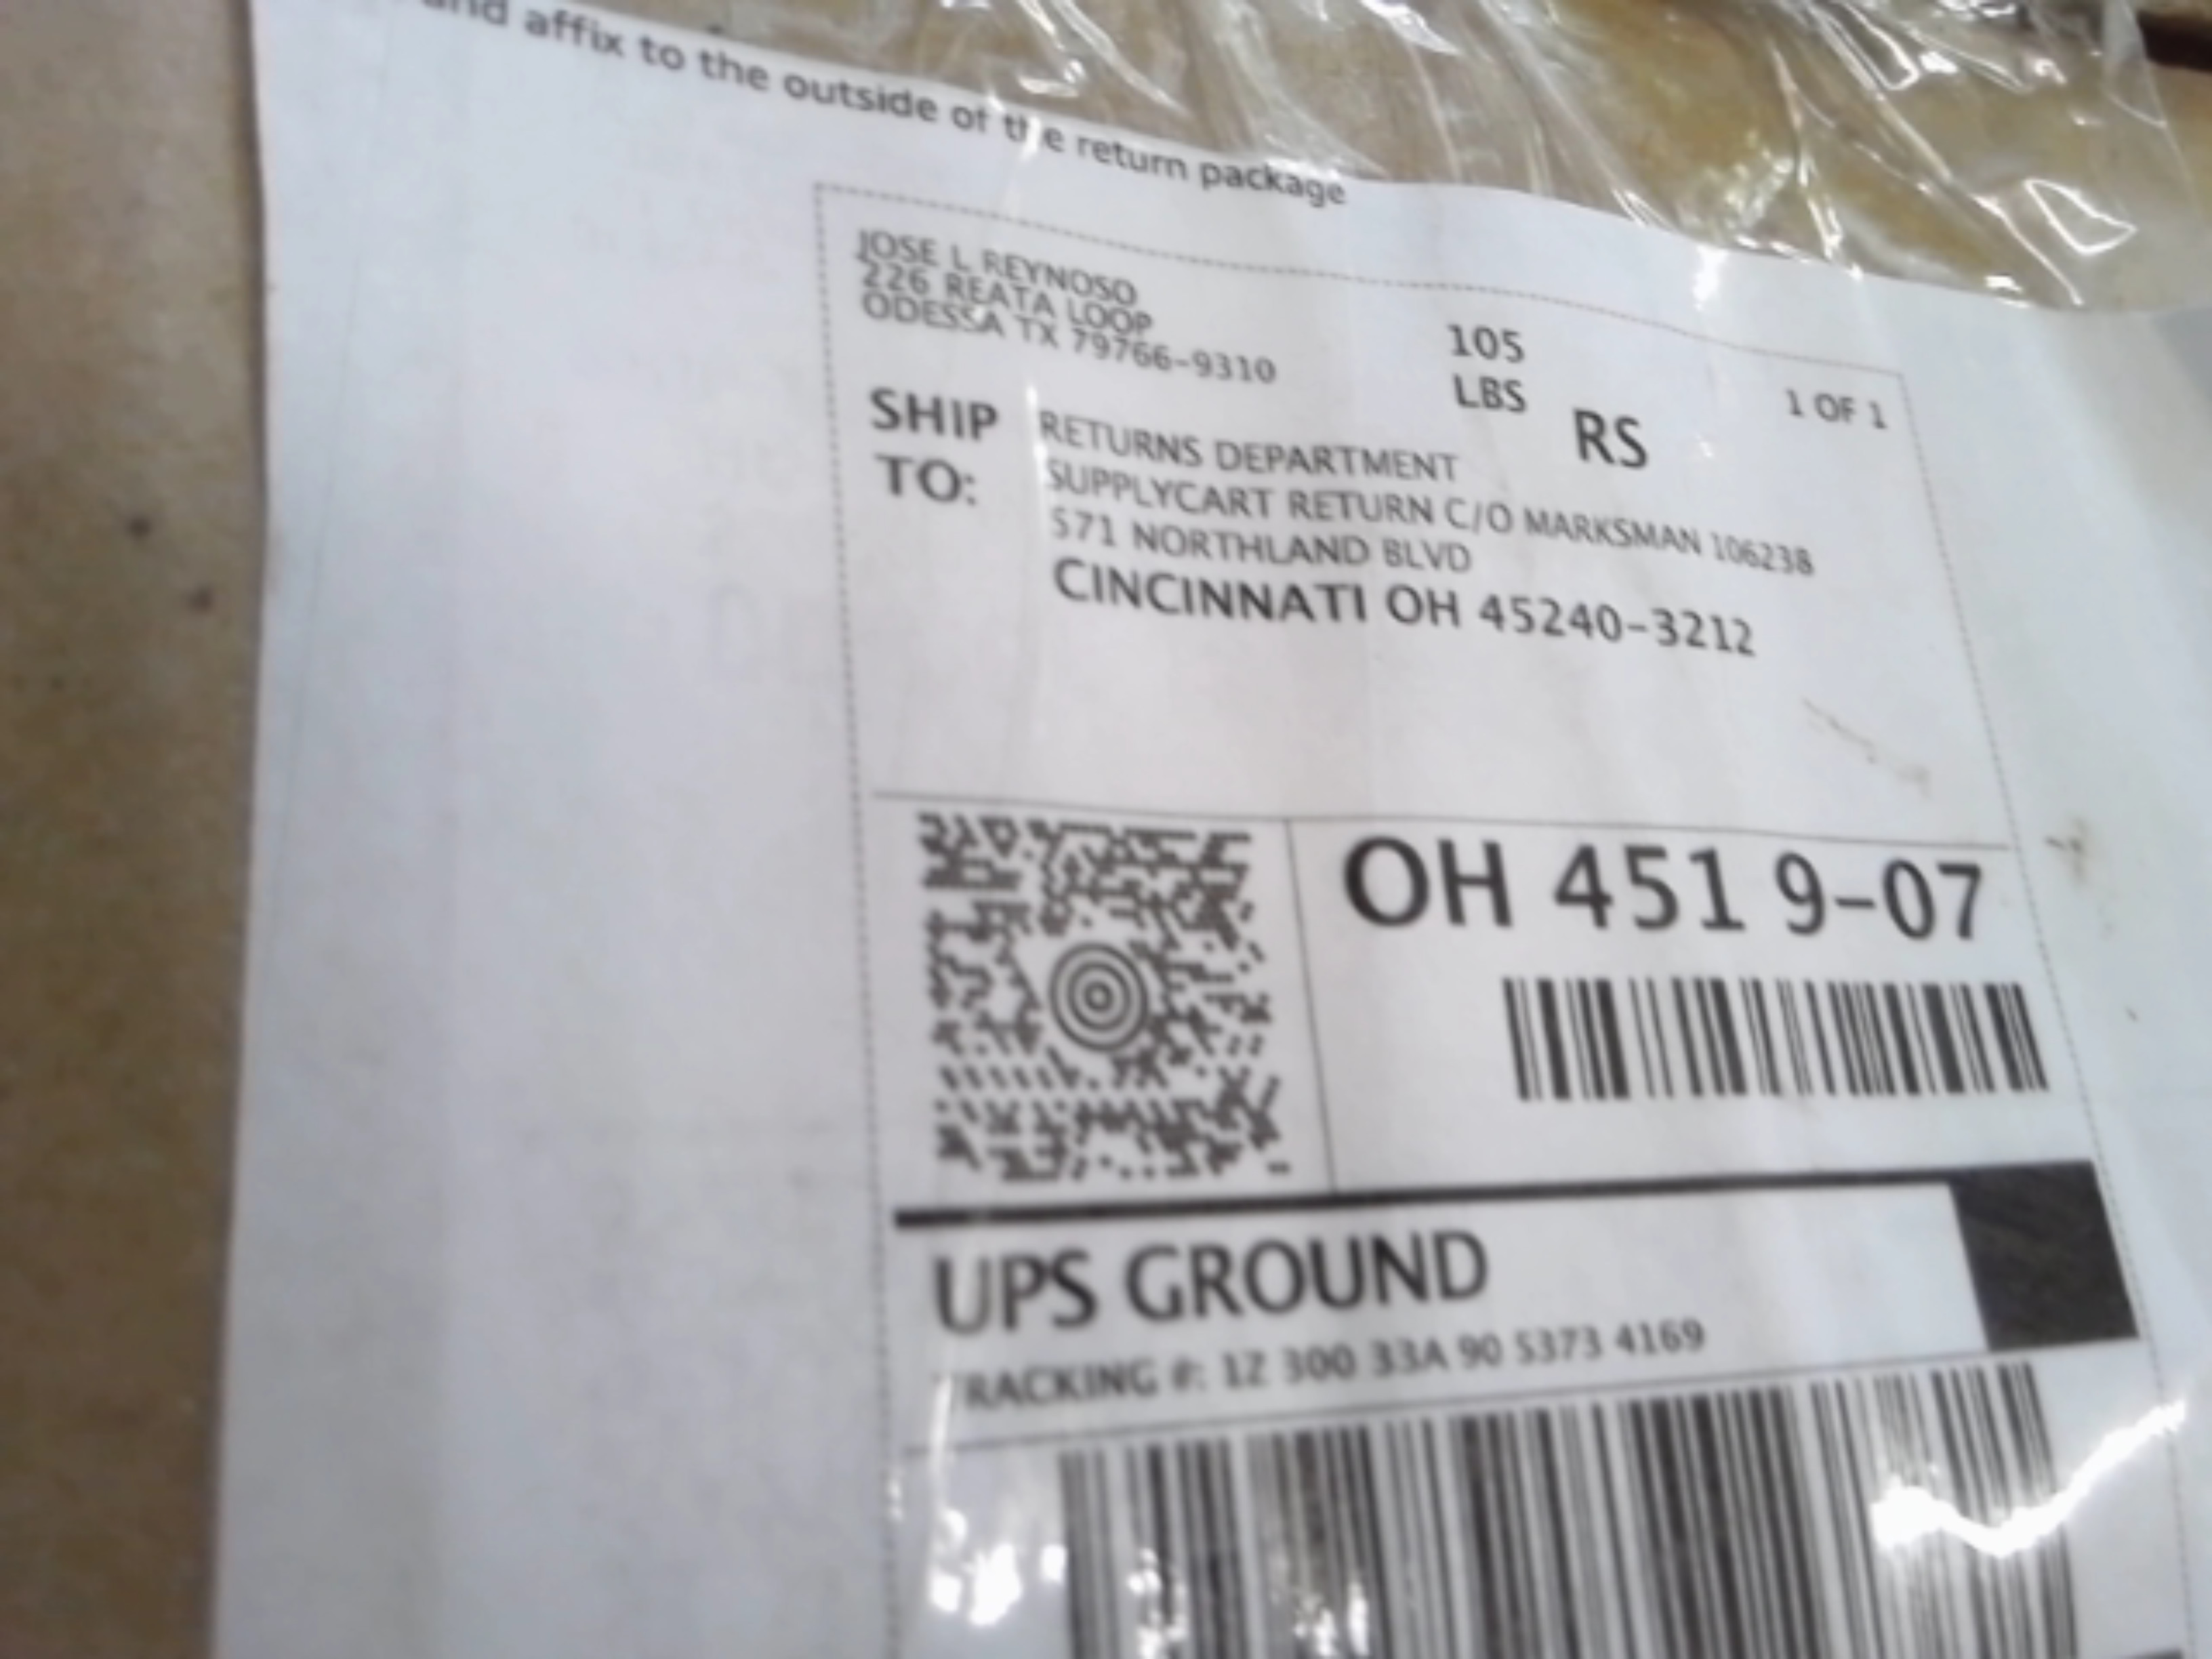 and affix to the outside of the return package
JOSE L REYNOSO
226 REATA LOOP
ODESSA TX 79766-9310
105
LBS
RS
1 OF 1
SHIP
TO:
RETURNS DEPARTMENT
SUPPLYCART RETURN C/O MARKSMAN 106238
571 NORTHLAND BLVD
CINCINNATI OH 45240-3212
OH 451 9-07
UPS GROUND
TRACKING #: 1Z 300 33A 90 5373 4169